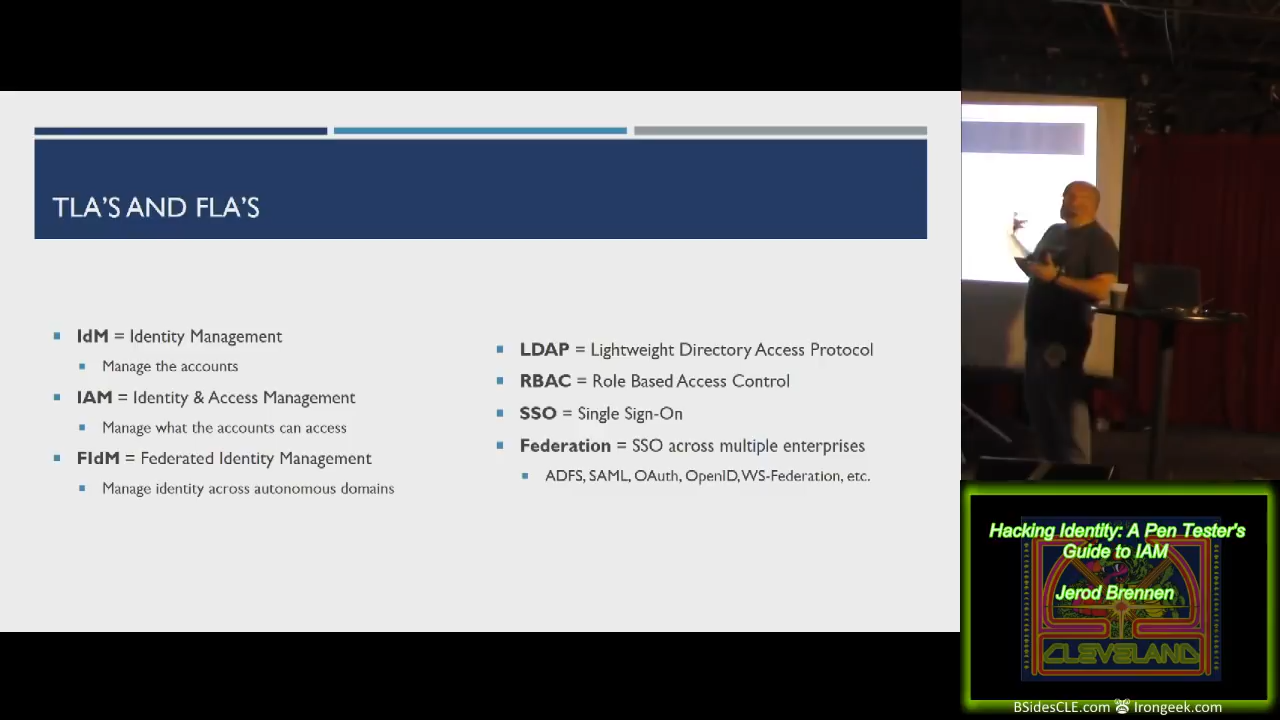 TLA'S AND FLA'S
IdM = Identity Management
Manage the accounts
IAM = Identity & Access Management
Manage what the accounts can access
FIdM = Federated Identity Management
Manage identity across autonomous domains
LDAP = Lightweight Directory Access Protocol
RBAC = Role Based Access Control
SSO = Single Sign-On
Federation = SSO across multiple enterprises
ADFS, SAML, OAuth, OpenID, WS-Federation, etc.
Hacking Identity: A Pen Tester's
Guide to IAM
Jerod Brennen
CLEVELAND
BSidesCLE.com Irongeek.com